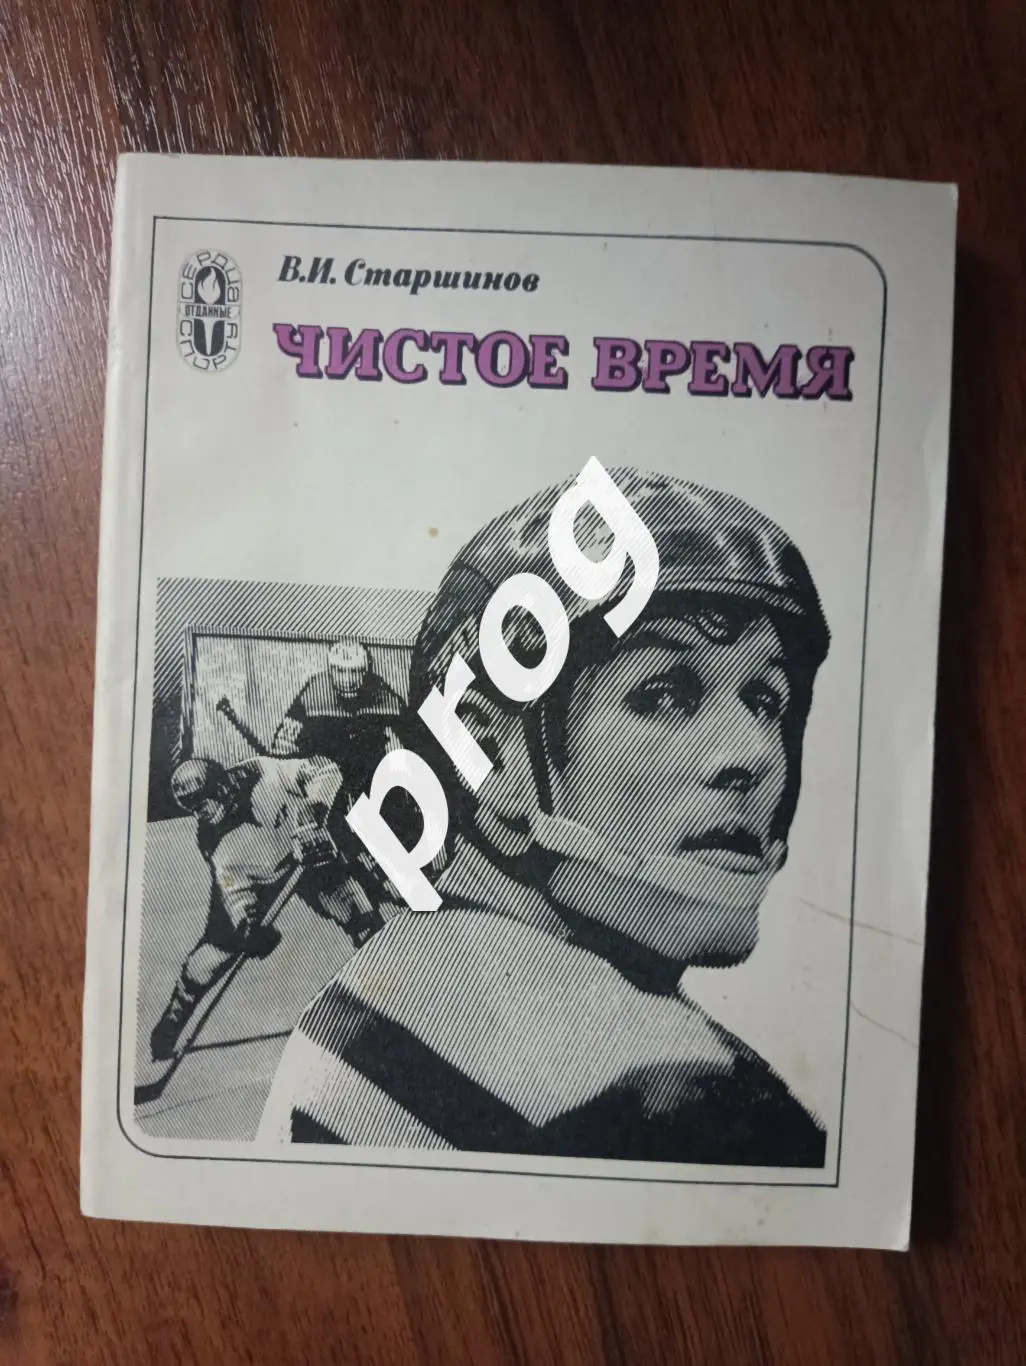 В.И. Старшинов
СЕРДЦА
ОТДАННЫЕ
СПОРТУ
ЧИСТОЕ ВРЕМЯ
prog